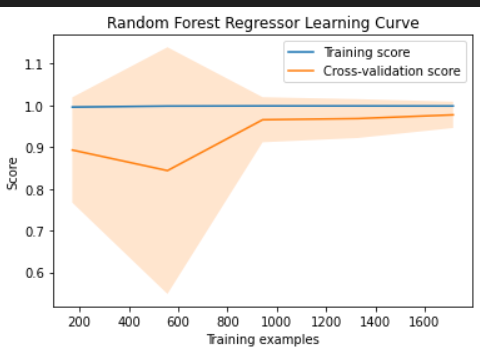 Random Forest Regressor Learning Curve
Training score
Cross-validation score
1.1
1.0
0.9
0.8
0.7
0.6
Score
200 400 600 800 1000 1200 1400 1600
Training examples